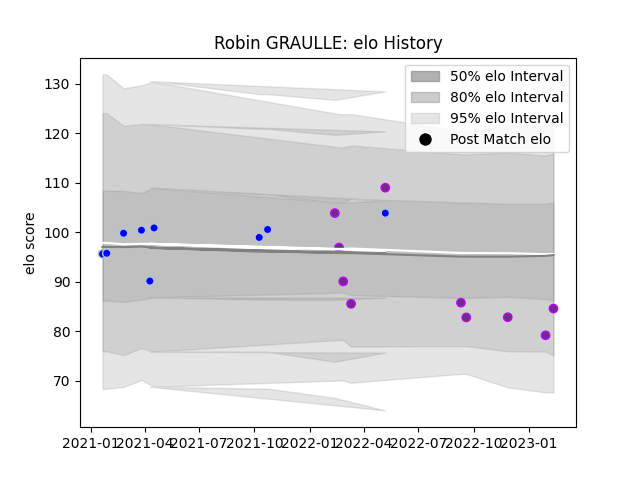 Robin GRAULLE: elo History
50% elo Interval
80% elo Interval
95% elo Interval
Post Match elo
elo score
130
120
110
100
90
80
70
2021-01 2021-04 2021-07 2021-10 2022-01 2022-04 2022-07 2022-10 2023-01